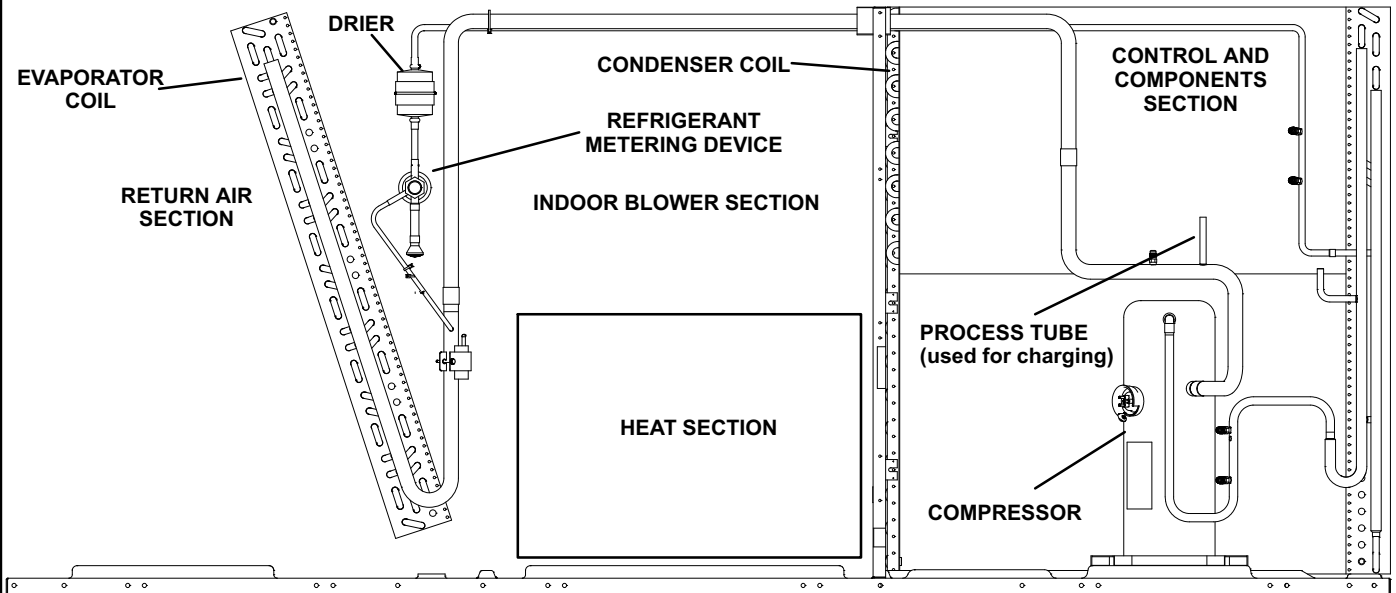 DRIER
EVAPORATOR
COIL
CONDENSER COIL
CONTROL AND
COMPONENTS
SECTION
REFRIGERANT
METERING DEVICE
RETURN AIR
SECTION
INDOOR BLOWER SECTION
PROCESS TUBE
(used for charging)
HEAT SECTION
COMPRESSOR